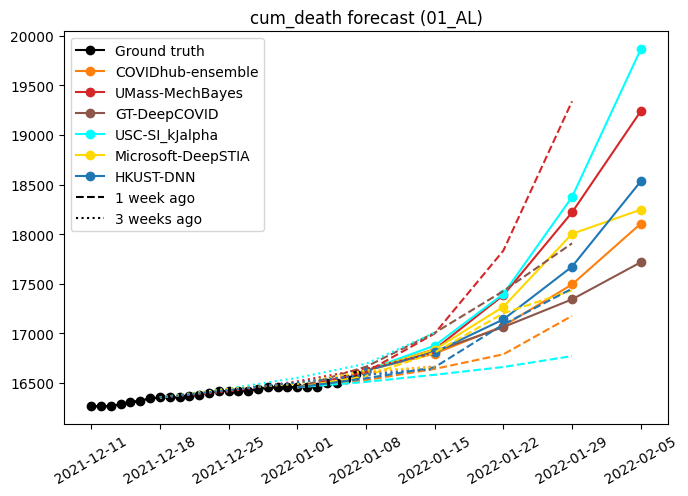 cum_death forecast (01_AL)
20000
19500
19000
18500
18000
17500
17000
16500
Ground truth
COVIDhub-ensemble
UMass-MechBayes
GT-DeepCOVID
USC-SI_kJalpha
Microsoft-DeepSTIA
HKUST-DNN
1 week ago
3 weeks ago
2021-12-11
2021-12-18
2021-12-25
2022-01-01
2022-01-08
2022-01-15
2022-01-22
2022-01-29
2022-02-05